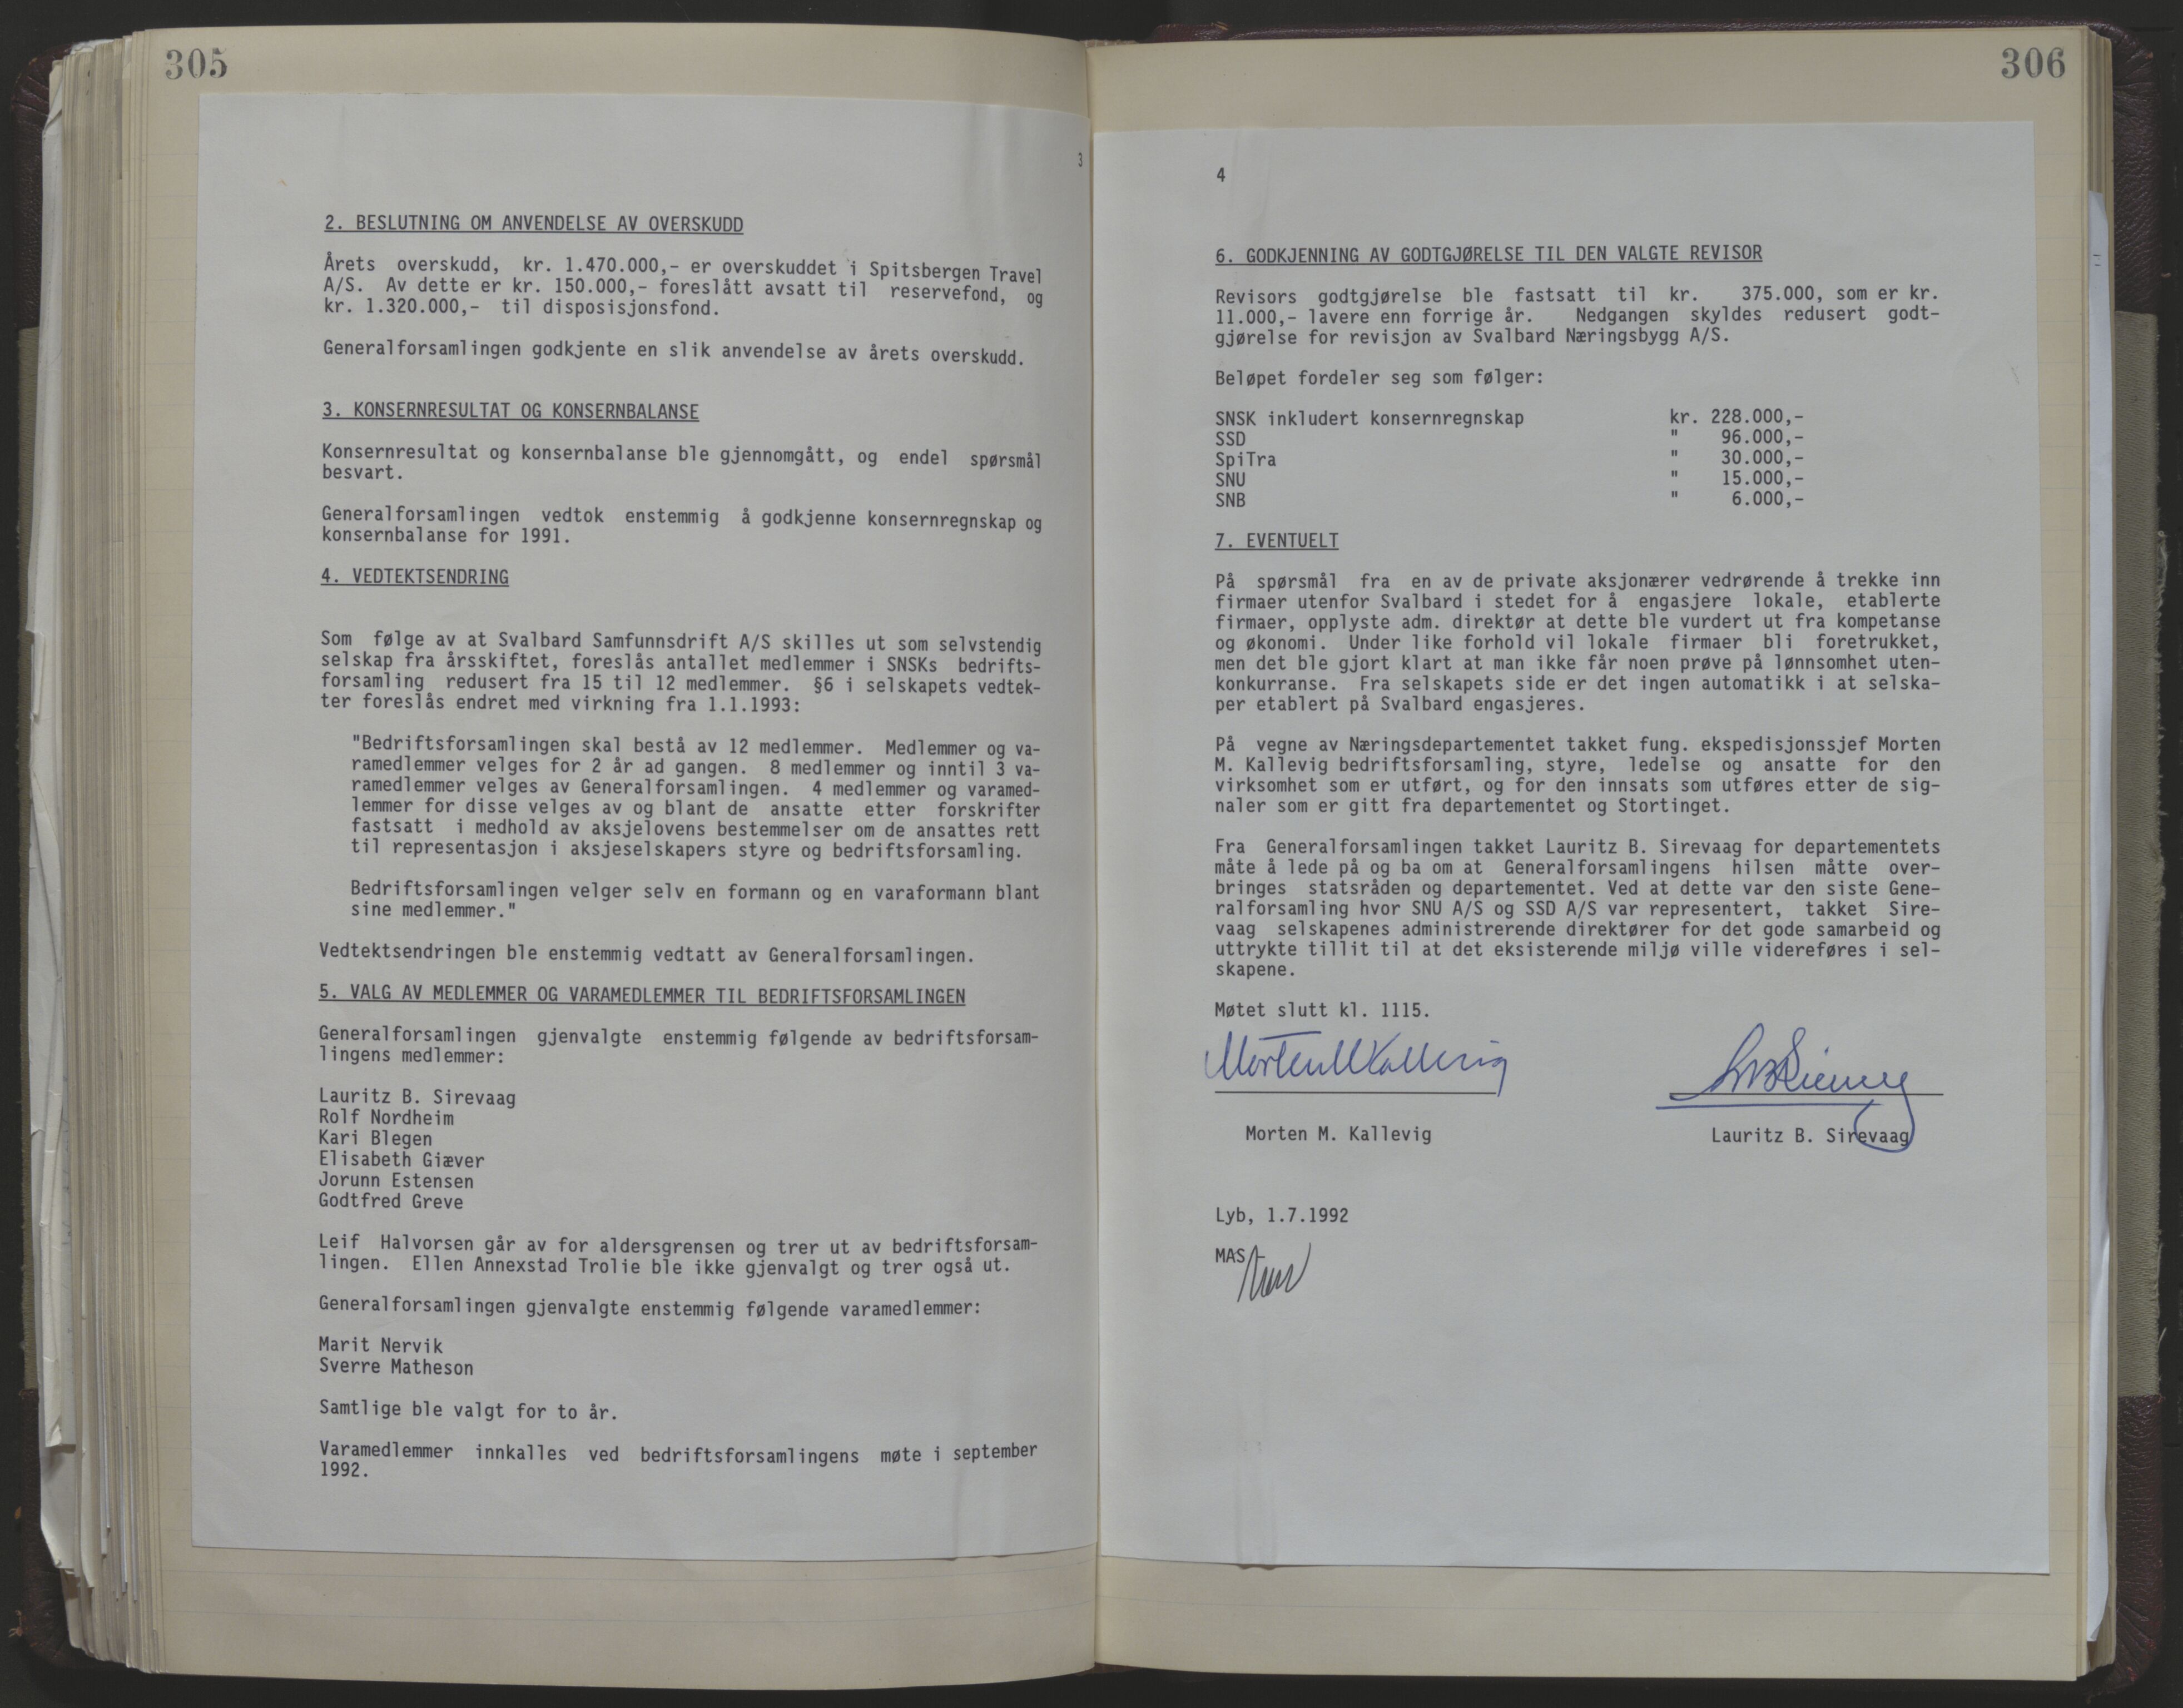 305
3
2. BESLUTNING OM ANVENDELSE AV OVERSKUDD
Årets overskudd, kr. 1.470.000,- er overskuddet i Spitsbergen Travel
A/S. Av dette er kr. 150.000,- foreslått avsatt til reservefond, og
kr. 1.320.000,- til disposisjonsfond.
Generalforsamlingen godkjente en slik anvendelse av årets overskudd.
3. KONSERNRESULTAT OG KONSERNBALANSE
Konsernresultat og konsernbalanse ble gjennomgått, og endel spørsmål
besvart.
Generalforsamlingen vedtok enstemmig å godkjenne konsernregnskap og
konsernbalanse for 1991.
4. VEDTEKTSENDRING
Som følge av at Svalbard Samfunnsdrift A/S skilles ut som selvstendig
selskap fra årsskiftet, foreslås antallet medlemmer i SNSKs bedrifts-
forsamling redusert fra 15 til 12 medlemmer. §6 i selskapets vedtek-
ter foreslås endret med virkning fra 1.1.1993:
"Bedriftsforsamlingen skal bestå av 12 medlemmer. Medlemmer og va-
ramedlemmer velges for 2 år ad gangen. 8 medlemmer og inntil 3 va-
ramedlemmer velges av Generalforsamlingen. 4 medlemmer og varamed-
lemmer for disse velges av og blant de ansatte etter forskrifter
fastsatt i medhold av aksjelovens bestemmelser om de ansattes rett
til representasjon i aksjeselskapers styre og bedriftsforsamling.
Bedriftsforsamlingen velger selv en formann og en varaformann blant
sine medlemmer."
Vedtektsendringen ble enstemmig vedtatt av Generalforsamlingen.
5. VALG AV MEDLEMMER OG VARAMEDLEMMER TIL BEDRIFTSFORSAMLINGEN
Generalforsamlingen gjenvalgte enstemmig følgende av bedriftsforsam-
lingens medlemmer:
Lauritz B. Sirevaag
Rolf Nordheim
Kari Blegen
Elisabeth Giæver
Jorunn Estensen
Godtfred Greve
Leif Halvorsen går av for aldersgrensen og trer ut av bedriftsforsam-
lingen. Ellen Annexstad Trolie ble ikke gjenvalgt og trer også ut.
Generalforsamlingen gjenvalgte enstemmig følgende varamedlemmer:
Marit Nervik
Sverre Matheson
Samtlige ble valgt for to år.
Varamedlemmer innkalles ved bedriftsforsamlingens møte i september
1992.
306
4
6. GODKJENNING AV GODTGJØRELSE TIL DEN VALGTE REVISOR
Revisors godtgjørelse ble fastsatt til kr. 375.000, som er kr.
11.000,- lavere enn forrige år. Nedgangen skyldes redusert godt-
gjørelse for revisjon av Svalbard Næringsbygg A/S.
Beløpet fordeler seg som følger:
SNSK inkludert konsernregnskap kr. 228.000,-
SSD " 96.000,-
SpiTra " 30.000,-
SNU " 15.000,-
SNB " 6.000,-
7. EVENTUELT
På spørsmål fra en av de private aksjonærer vedrørende å trekke inn
firmaer utenfor Svalbard i stedet for å engasjere lokale, etablerte
firmaer, opplyste adm. direktør at dette ble vurdert ut fra kompetanse
og økonomi. Under like forhold vil lokale firmaer bli foretrukket,
men det ble gjort klart at man ikke får noen prøve på lønnsomhet uten-
konkurranse. Fra selskapets side er det ingen automatikk i at selska-
per etablert på Svalbard engasjeres.
På vegne av Næringsdepartementet takket fung. ekspedisjonssjef Morten
M. Kallevig bedriftsforsamling, styre, ledelse og ansatte for den
virksomhet som er utført, og for den innsats som utføres etter de sig-
naler som er gitt fra departementet og Stortinget.
Fra Generalforsamlingen takket Lauritz B. Sirevaag for departementets
måte å lede på og ba om at Generalforsamlingens hilsen måtte over-
bringes statsråden og departementet. Ved at dette var den siste Gene-
ralforsamling hvor SNU A/S og SSD A/S var representert, takket Sire-
vaag selskapenes administrerende direktører for det gode samarbeid og
uttrykte tillit til at det eksisterende miljø ville videreføres i sel-
skapene.
Møtet slutt kl. 1115.
Morten M Kallevig
Morten M. Kallevig Lauritz B. Sirevaag
Lyb, 1.7.1992
MAS